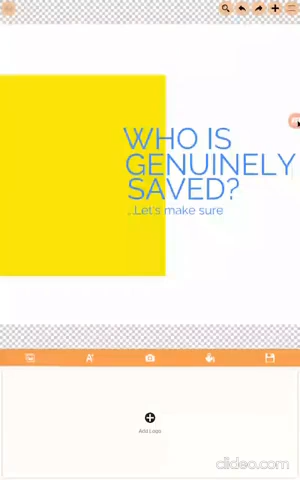 WHO IS
GENUINELY
SAVED?
...Let's make sure
Add Logo
clideo.com